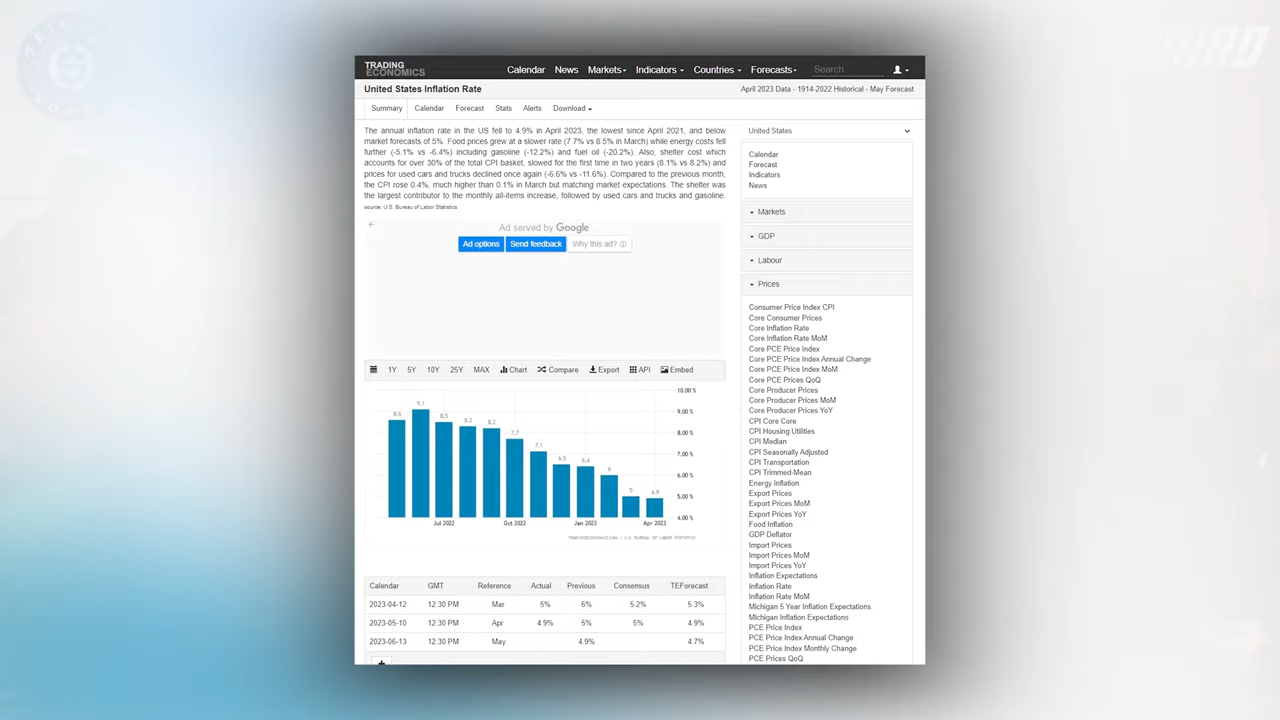 TRADING
ECONOMICS
Calendar News Markets Indicators Countries Forecasts Search
United States Inflation Rate
April 2023 Data - 1914-2022 Historical - May Forecast
Summary Calendar Forecast Stats Alerts Download
The annual inflation rate in the US fell to 4.9% in April 2023, the lowest since April 2021, and below
market forecasts of 5%. Food prices grew at a slower rate (7.7% vs 8.5% in March) while energy costs fell
further (-5.1% vs -6.4%) including gasoline (-12.2%) and fuel oil (-20.2%). Also, shelter cost which
accounts for over 30% of the total CPI basket, slowed for the first time in two years (8.1% vs 8.2%) and
prices for used cars and trucks declined once again (-6.6% vs -11.6%). Compared to the previous month,
the CPI rose 0.4%, much higher than 0.1% in March but matching market expectations. The shelter was
the largest contributor to the monthly all-items increase, followed by used cars and trucks and gasoline.
source: U.S. Bureau of Labor Statistics
Ad served by Google
Ad options Send feedback Why this ad?
1Y 5Y 10Y 25Y MAX Chart Compare Export API Embed
10.00 %
9.00 %
8.00 %
7.00 %
6.00 %
5.00 %
4.00 %
8.6 9.1 8.5 8.3 8.2 7.7 7.1 6.5 6.4 6 5 4.9
Jul 2022 Oct 2022 Jan 2023 Apr 2023
TRADINGECONOMICS.COM | U.S. BUREAU OF LABOR STATISTICS
Calendar GMT Reference Actual Previous Consensus TEForecast
2023-04-12 12:30 PM Mar 5% 6% 5.2% 5.3%
2023-05-10 12:30 PM Apr 4.9% 5% 5% 4.9%
2023-06-13 12:30 PM May 4.9% 4.7%
United States
Calendar
Forecast
Indicators
News
Markets
GDP
Labour
Prices
Consumer Price Index CPI
Core Consumer Prices
Core Inflation Rate
Core Inflation Rate MoM
Core PCE Price Index
Core PCE Price Index Annual Change
Core PCE Price Index MoM
Core PCE Prices QoQ
Core Producer Prices
Core Producer Prices MoM
Core Producer Prices YoY
CPI Core Core
CPI Housing Utilities
CPI Median
CPI Seasonally Adjusted
CPI Transportation
CPI Trimmed-Mean
Energy Inflation
Export Prices
Export Prices MoM
Export Prices YoY
Food Inflation
GDP Deflator
Import Prices
Import Prices MoM
Import Prices YoY
Inflation Expectations
Inflation Rate
Inflation Rate MoM
Michigan 5 Year Inflation Expectations
Michigan Inflation Expectations
PCE Price Index
PCE Price Index Annual Change
PCE Price Index Monthly Change
PCE Prices QoQ